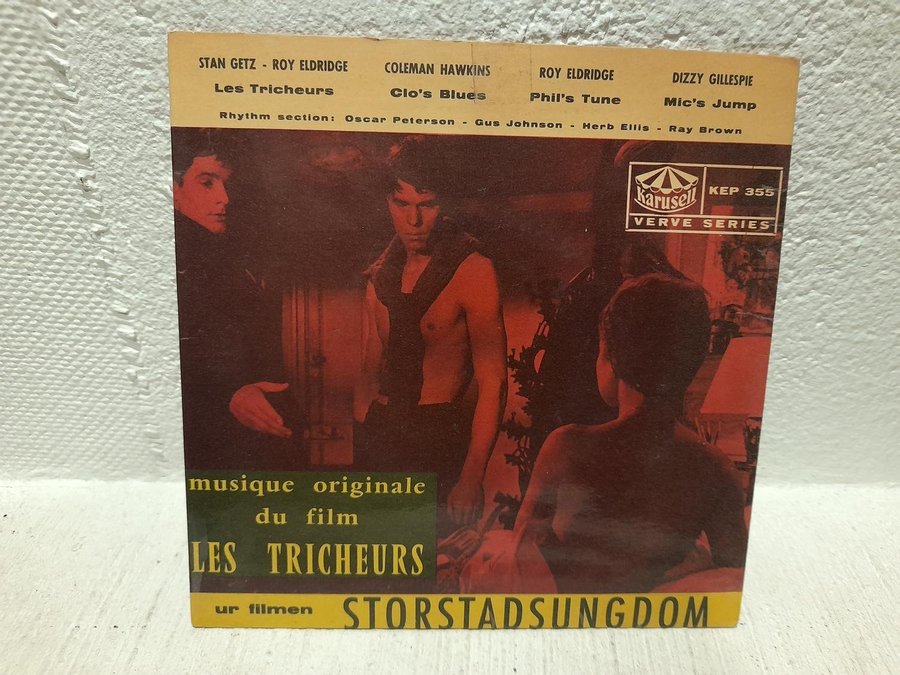 STAN GETZ - ROY ELDRIDGE
Les Tricheurs
COLEMAN HAWKINS
Clo's Blues
ROY ELDRIDGE
Phil's Tune
DIZZY GILLESPIE
Mic's Jump
Rhythm section: Oscar Peterson - Gus Johnson - Herb Ellis - Ray Brown
Karusell
KEP 355
VERVE SERIES
musique originale
du film
LES TRICHEURS
ur filmen STORSTADSUNGDOM